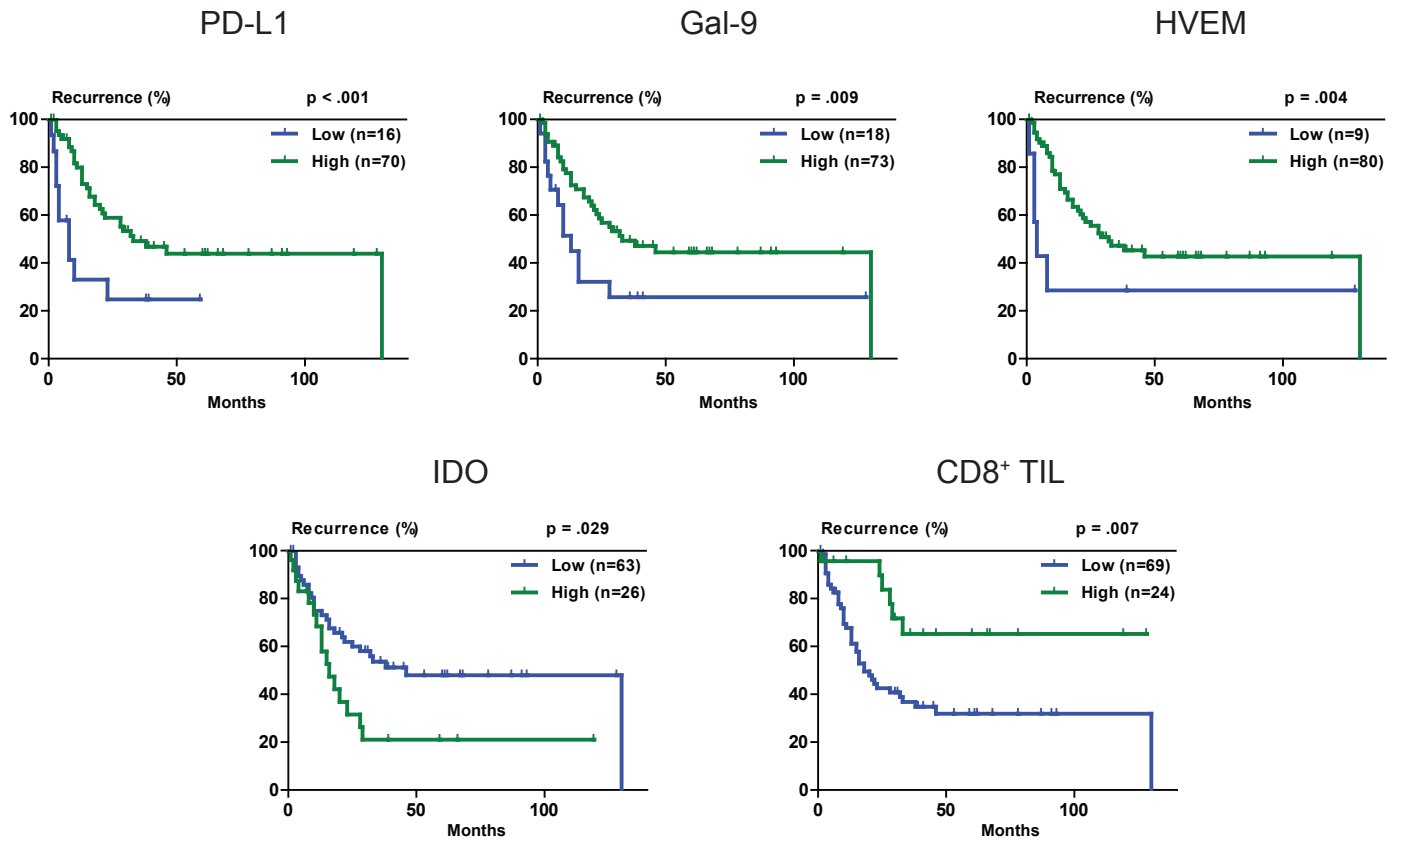 PD-L1
Gal-9
HVEM
Recurrence (%) p < .001
Recurrence (%) p = .009
Recurrence (%) p = .004
100
80
60
40
20
0
Low (n=16)
High (n=70)
0 50 100
Months
100
80
60
40
20
0
Low (n=18)
High (n=73)
0 50 100
Months
100
80
60
40
20
0
Low (n=9)
High (n=80)
0 50 100
Months
IDO
CD8+ TIL
Recurrence (%) p = .029
Recurrence (%) p = .007
100
80
60
40
20
0
Low (n=63)
High (n=26)
0 50 100
Months
100
80
60
40
20
0
Low (n=69)
High (n=24)
0 50 100
Months